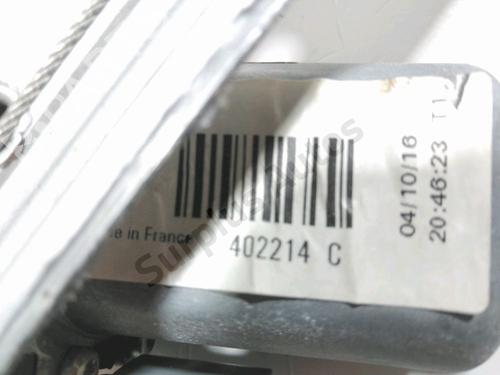 e in France
402214 C
04/10/16
20:46:23
Surplus Autos